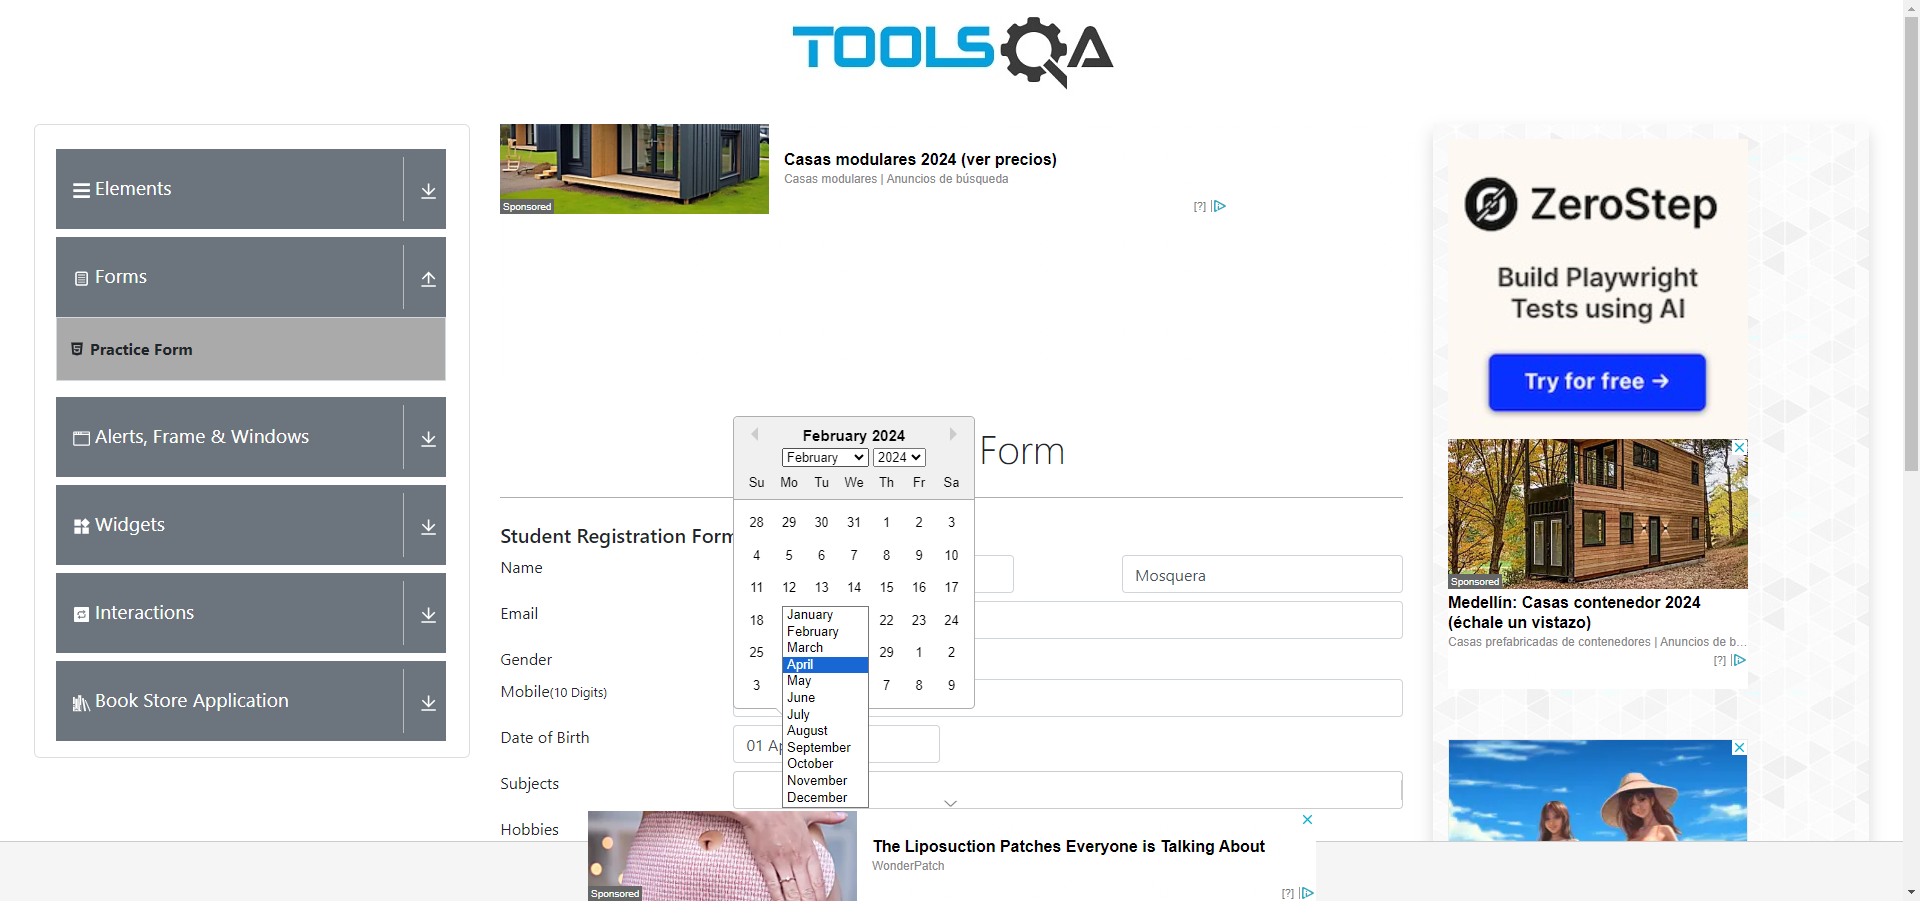 TOOLSQA
Elements
Forms
Practice Form
Alerts, Frame & Windows
Widgets
Interactions
Book Store Application
Sponsored
Casas modulares 2024 (ver precios)
Casas modulares | Anuncios de búsqueda
[?]
Form
February 2024
February 2024
Su Mo Tu We Th Fr Sa
28 29 30 31 1 2 3
4 5 6 7 8 9 10
11 12 13 14 15 16 17
18 22 23 24
25 29 1 2
3 7 8 9
January
February
March
April
May
June
July
August
September
October
November
December
Student Registration Form
Name
Mosquera
Email
Gender
Mobile(10 Digits)
Date of Birth
01 Ap
Subjects
Hobbies
Sponsored
The Liposuction Patches Everyone is Talking About
WonderPatch
[?]
ZeroStep
Build Playwright
Tests using AI
Try for free →
Sponsored
Medellín: Casas contenedor 2024
(échale un vistazo)
Casas prefabricadas de contenedores | Anuncios de b...
[?]